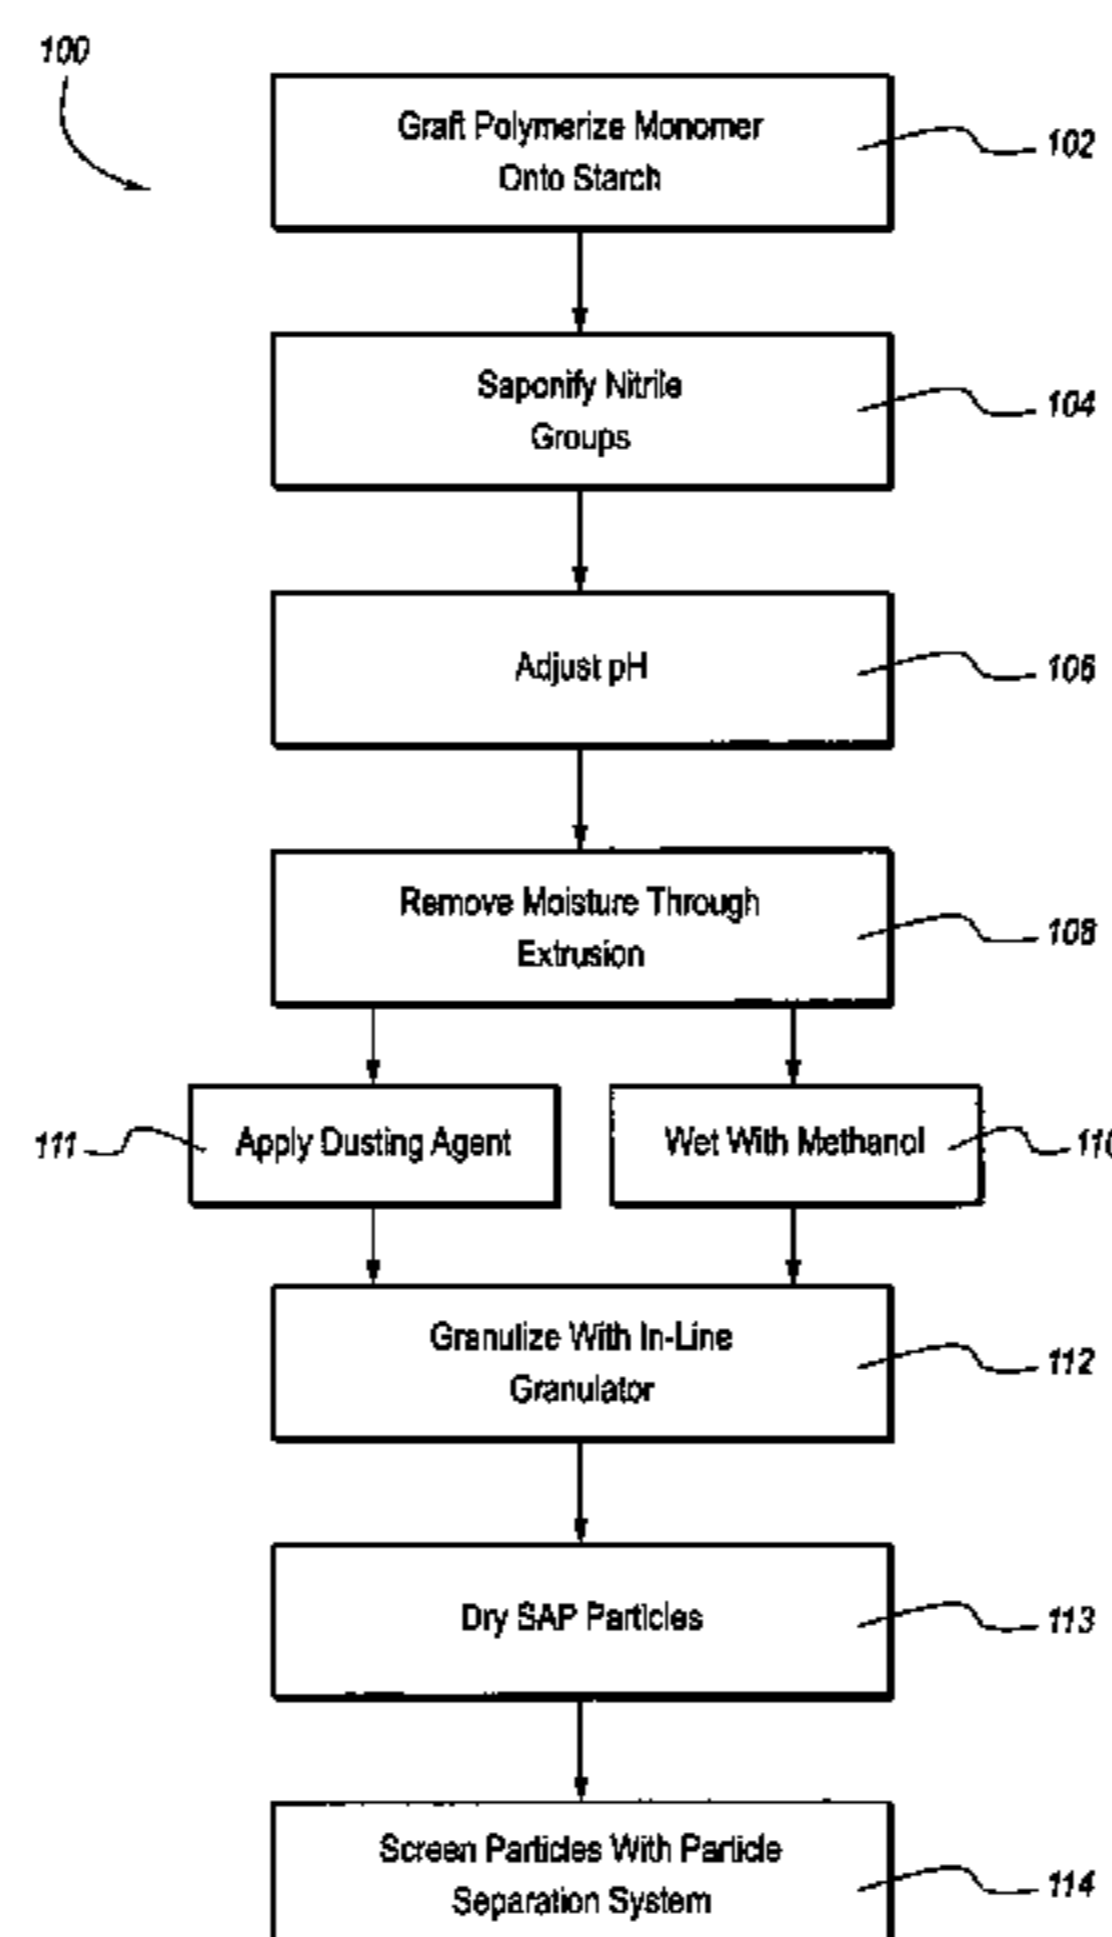 100
Graft Polymerize Monomer
Onto Starch
102
Saponify Nitrile
Groups
104
Adjust pH
106
Remove Moisture Through
Extrusion
108
111
Apply Dusting Agent
Wet With Methanol
110
Granulize With In-Line
Granulator
112
Dry SAP Particles
113
Screen Particles With Particle
Separation System
114